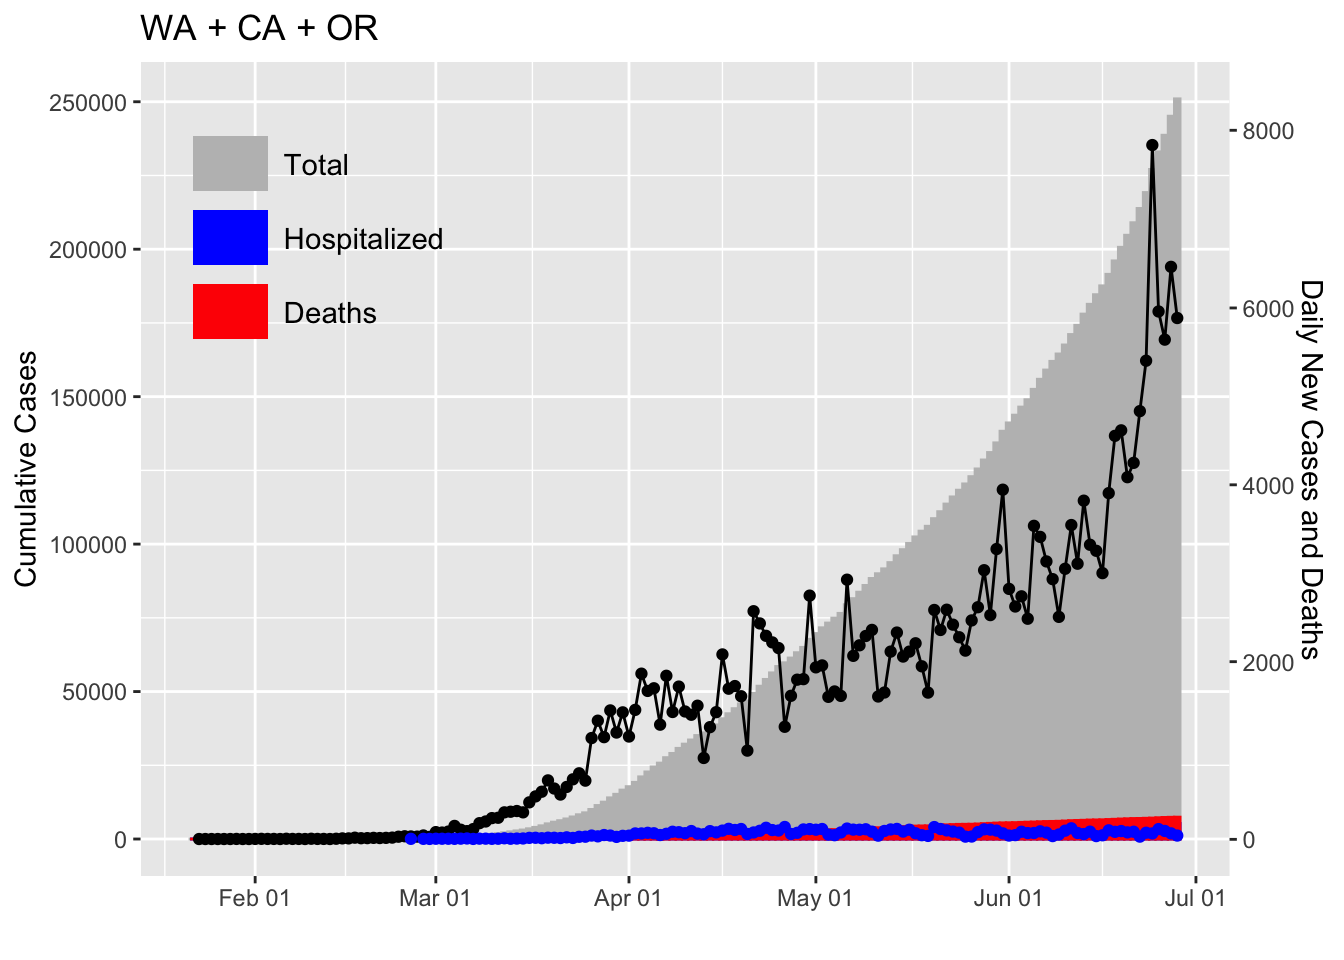 WA + CA + OR
250000
200000
150000
100000
50000
0
Cumulative Cases
Total
Hospitalized
Deaths
8000
6000
4000
2000
0
Daily New Cases and Deaths
Feb 01
Mar 01
Apr 01
May 01
Jun 01
Jul 01